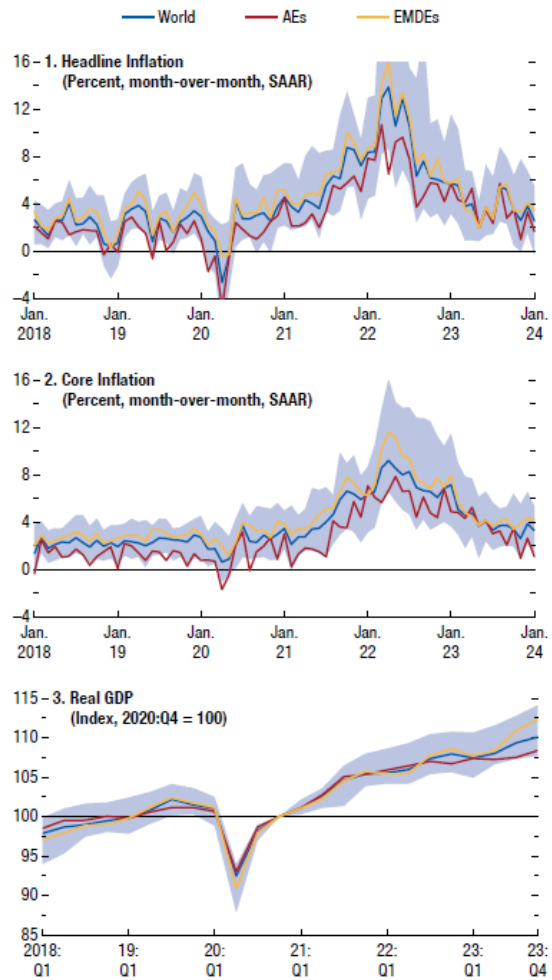 World AEs EMDEs
1. Headline Inflation
(Percent, month-over-month, SAAR)
16
12
8
4
0
–4
Jan. Jan. Jan. Jan. Jan. Jan. Jan.
2018 19 20 21 22 23 24
2. Core Inflation
(Percent, month-over-month, SAAR)
16
12
8
4
0
–4
Jan. Jan. Jan. Jan. Jan. Jan. Jan.
2018 19 20 21 22 23 24
3. Real GDP
(Index, 2020:Q4 = 100)
115
110
105
100
95
90
85
2018: 19: 20: 21: 22: 23: 23:
Q1 Q1 Q1 Q1 Q1 Q1 Q4